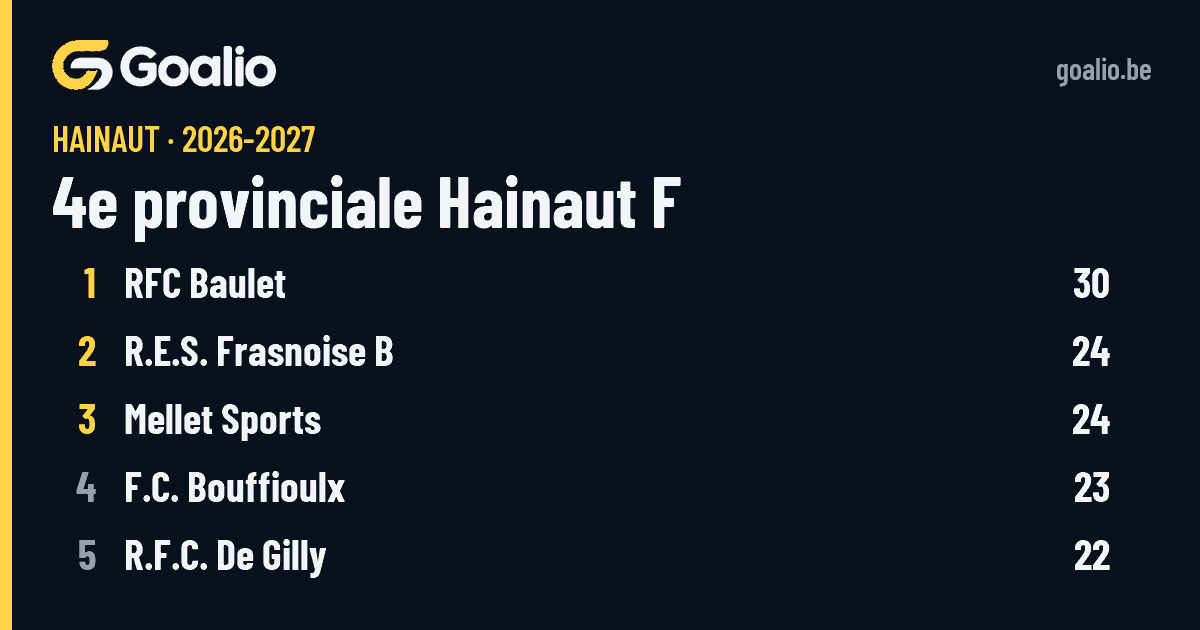 Goalio
goalio.be
HAINAUT · 2026-2027
4e provinciale Hainaut F
1 RFC Baulet 30
2 R.E.S. Frasnoise B 24
3 Mellet Sports 24
4 F.C. Bouffioulx 23
5 R.F.C. De Gilly 22